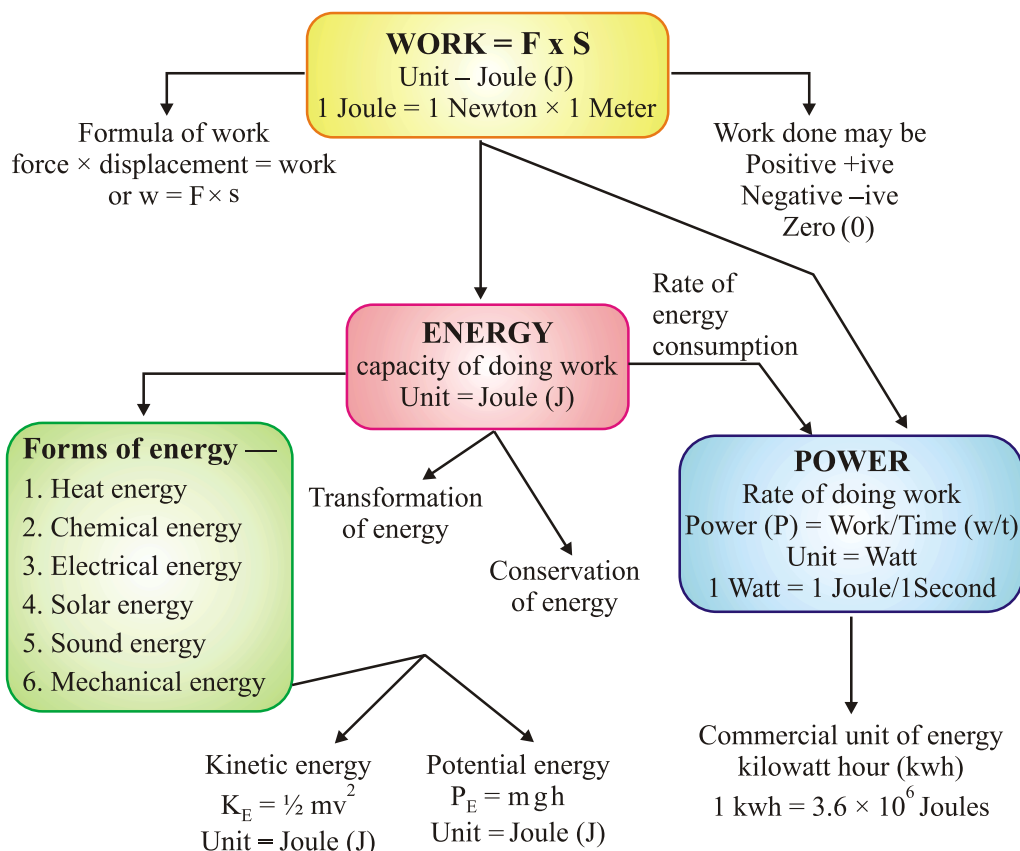 WORK = F x S
Unit – Joule (J)
1 Joule = 1 Newton × 1 Meter
Formula of work
force × displacement = work
or w = F × s
Work done may be
Positive +ive
Negative –ive
Zero (0)
Rate of
energy
consumption
ENERGY
capacity of doing work
Unit = Joule (J)
Forms of energy —
1. Heat energy
2. Chemical energy
3. Electrical energy
4. Solar energy
5. Sound energy
6. Mechanical energy
Transformation
of energy
Conservation
of energy
POWER
Rate of doing work
Power (P) = Work/Time (w/t)
Unit = Watt
1 Watt = 1 Joule/1Second
Kinetic energy
K_E = ½ mv²
Unit = Joule (J)
Potential energy
P_E = m g h
Unit = Joule (J)
Commercial unit of energy
kilowatt hour (kwh)
1 kwh = 3.6 × 10⁶ Joules